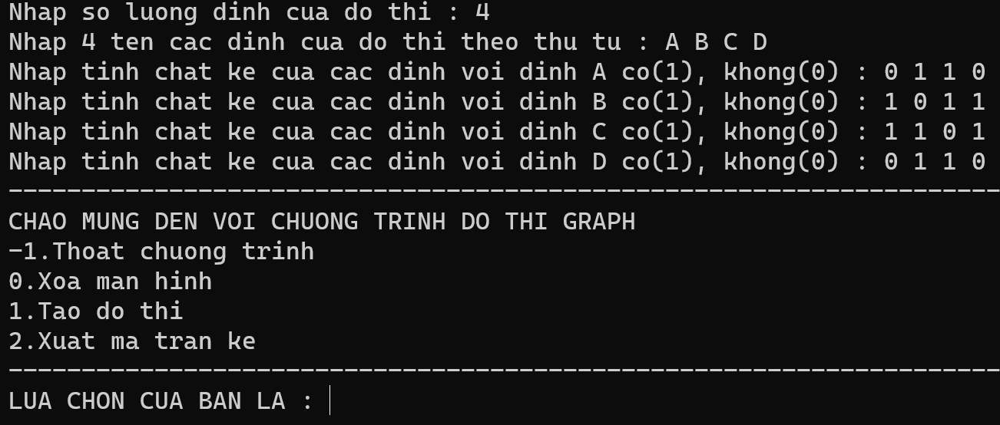 Nhap so luong dinh cua do thi : 4
Nhap 4 ten cac dinh cua do thi theo thu tu : A B C D
Nhap tinh chat ke cua cac dinh voi dinh A co(1), khong(0) : 0 1 1 0
Nhap tinh chat ke cua cac dinh voi dinh B co(1), khong(0) : 1 0 1 1
Nhap tinh chat ke cua cac dinh voi dinh C co(1), khong(0) : 1 1 0 1
Nhap tinh chat ke cua cac dinh voi dinh D co(1), khong(0) : 0 1 1 0
--------------------------------------------------------------------
CHAO MUNG DEN VOI CHUONG TRINH DO THI GRAPH
-1.Thoat chuong trinh
0.Xoa man hinh
1.Tao do thi
2.Xuat ma tran ke
--------------------------------------------------------------------
LUA CHON CUA BAN LA :